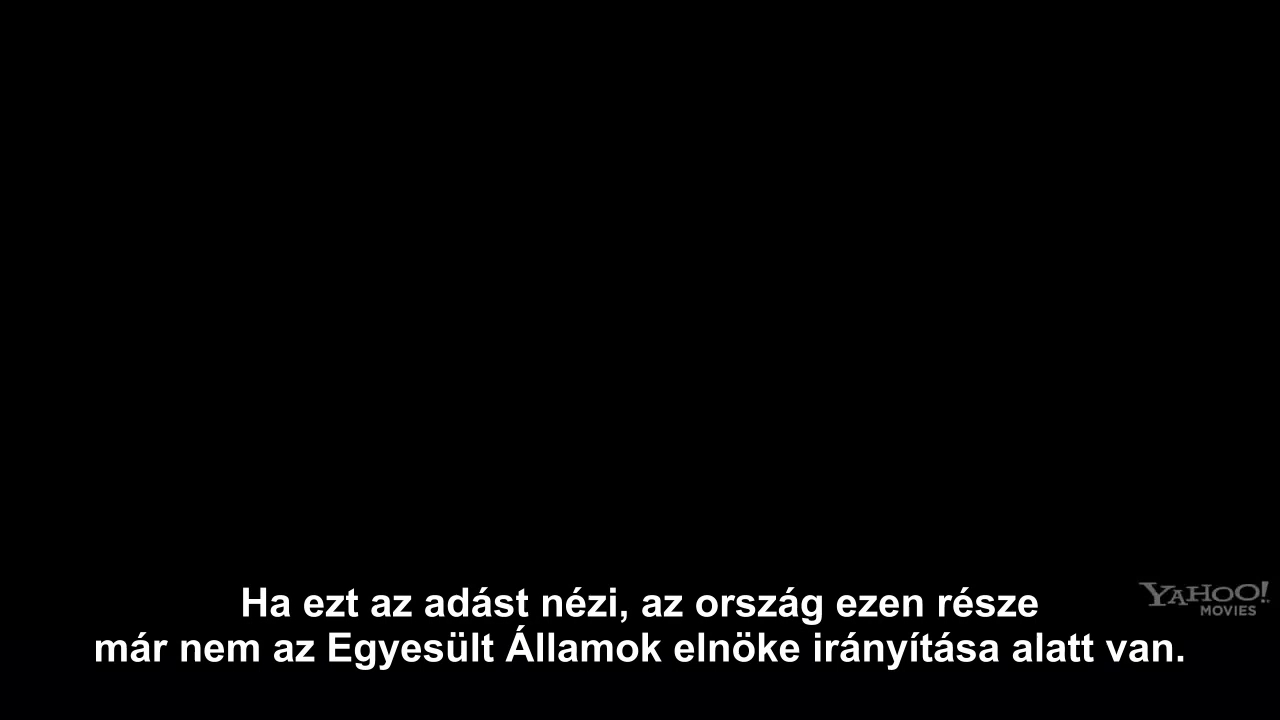 Ha ezt az adást nézi, az ország ezen része
már nem az Egyesült Államok elnöke irányítása alatt van.
YAHOO!
MOVIES